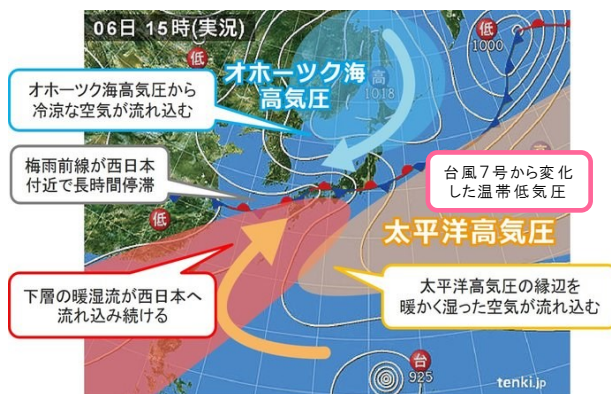 06日 15時(実況)
低
1000
低
オホーツク海
高気圧
高
1018
オホーツク海高気圧から
冷涼な空気が流れ込む
梅雨前線が西日本
付近で長時間停滞
台風7号から変化
した温帯低気圧
高
低
太平洋高気圧
下層の暖湿流が西日本へ
流れ込み続ける
太平洋高気圧の縁辺を
暖かく湿った空気が流れ込む
台
925
tenki.jp